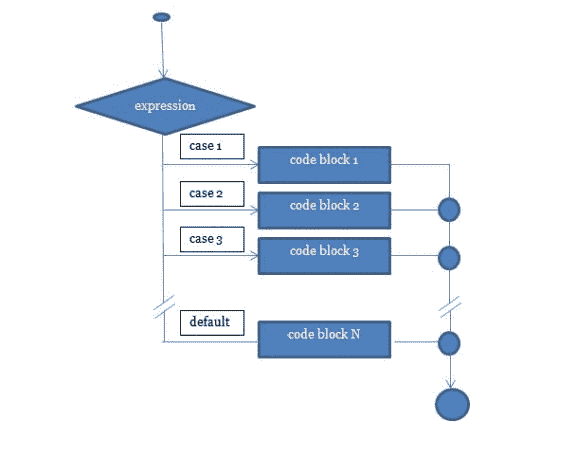 expression
case 1
code block 1
case 2
code block 2
case 3
code block 3
default
code block N